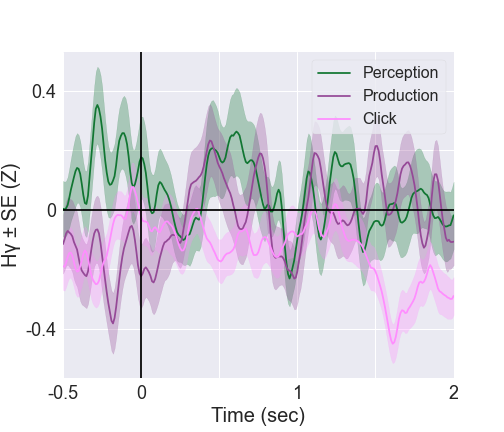 Perception
Production
Click
Hγ ± SE (Z)
0.4
0
-0.4
-0.5 0 1 2
Time (sec)